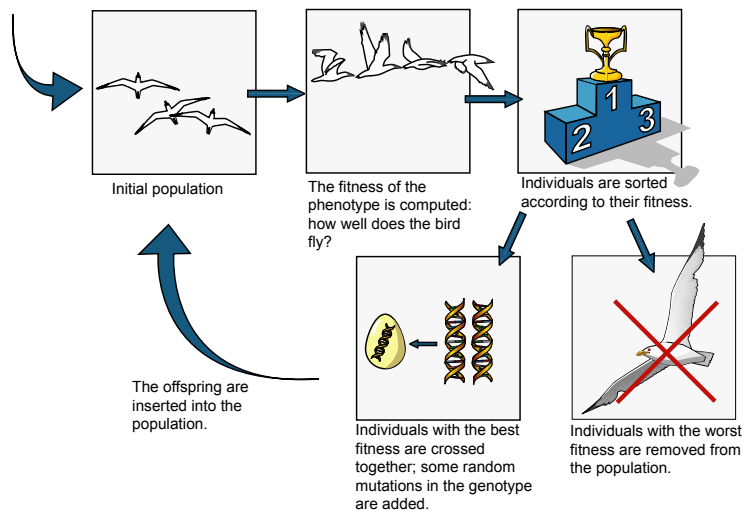 1
2
3
Initial population
The fitness of the
phenotype is computed:
how well does the bird
fly?
Individuals are sorted
according to their fitness.
The offspring are
inserted into the
population.
Individuals with the best
fitness are crossed
together; some random
mutations in the genotype
are added.
Individuals with the worst
fitness are removed from
the population.